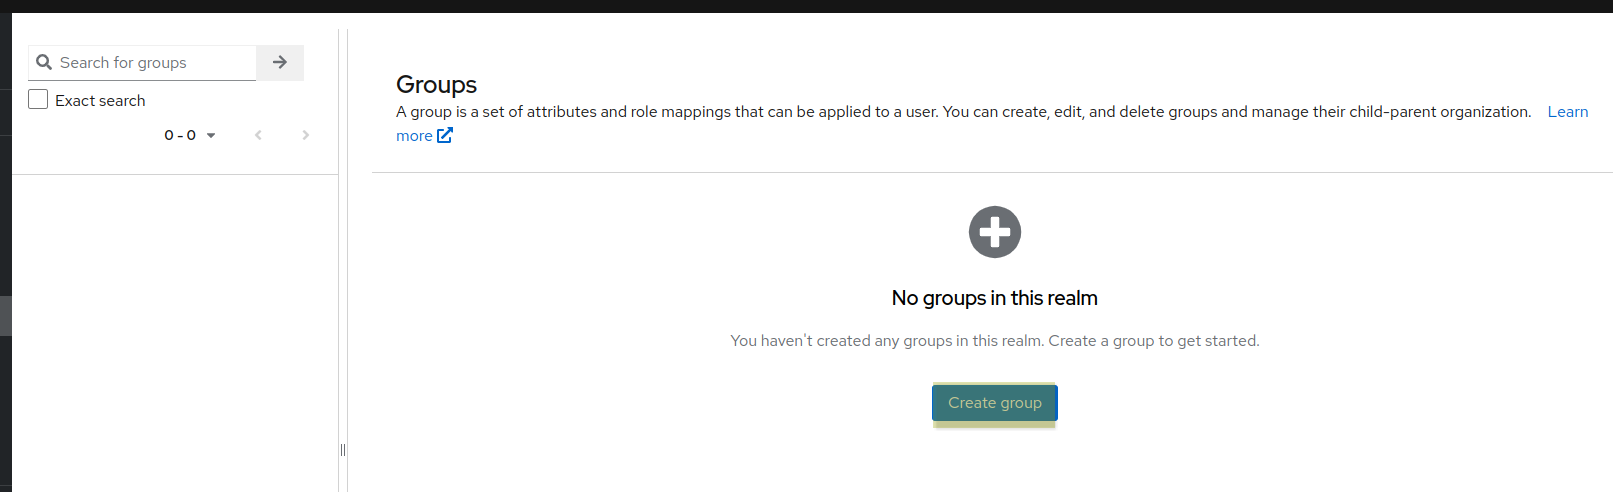 Search for groups
Exact search
0 - 0
Groups
A group is a set of attributes and role mappings that can be applied to a user. You can create, edit, and delete groups and manage their child-parent organization. Learn
more
No groups in this realm
You haven't created any groups in this realm. Create a group to get started.
Create group